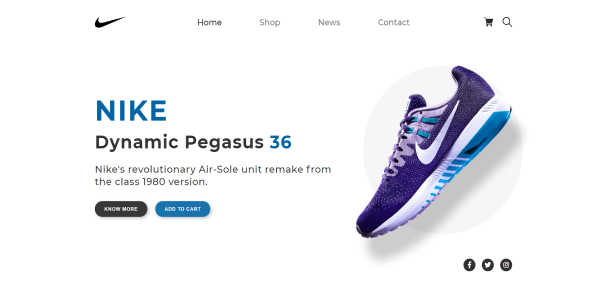 Home Shop News Contact
NIKE
Dynamic Pegasus 36
Nike's revolutionary Air-Sole unit remake from
the class 1980 version.
KNOW MORE ADD TO CART